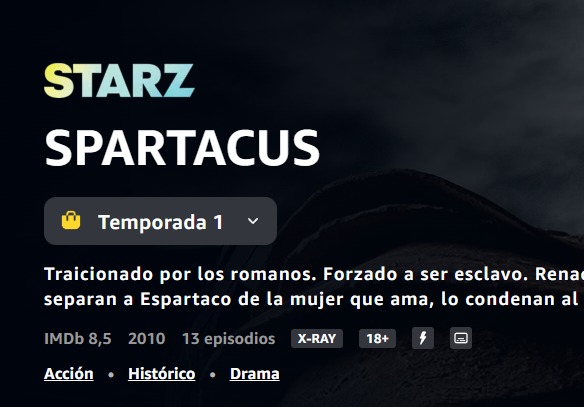 STARZ
SPARTACUS
Temporada 1
Traicionado por los romanos. Forzado a ser esclavo.
separan a Espartaco de la mujer que ama, lo condenan al
IMDb 8,5 2010 13 episodios X-RAY 18+
Acción • Histórico • Drama